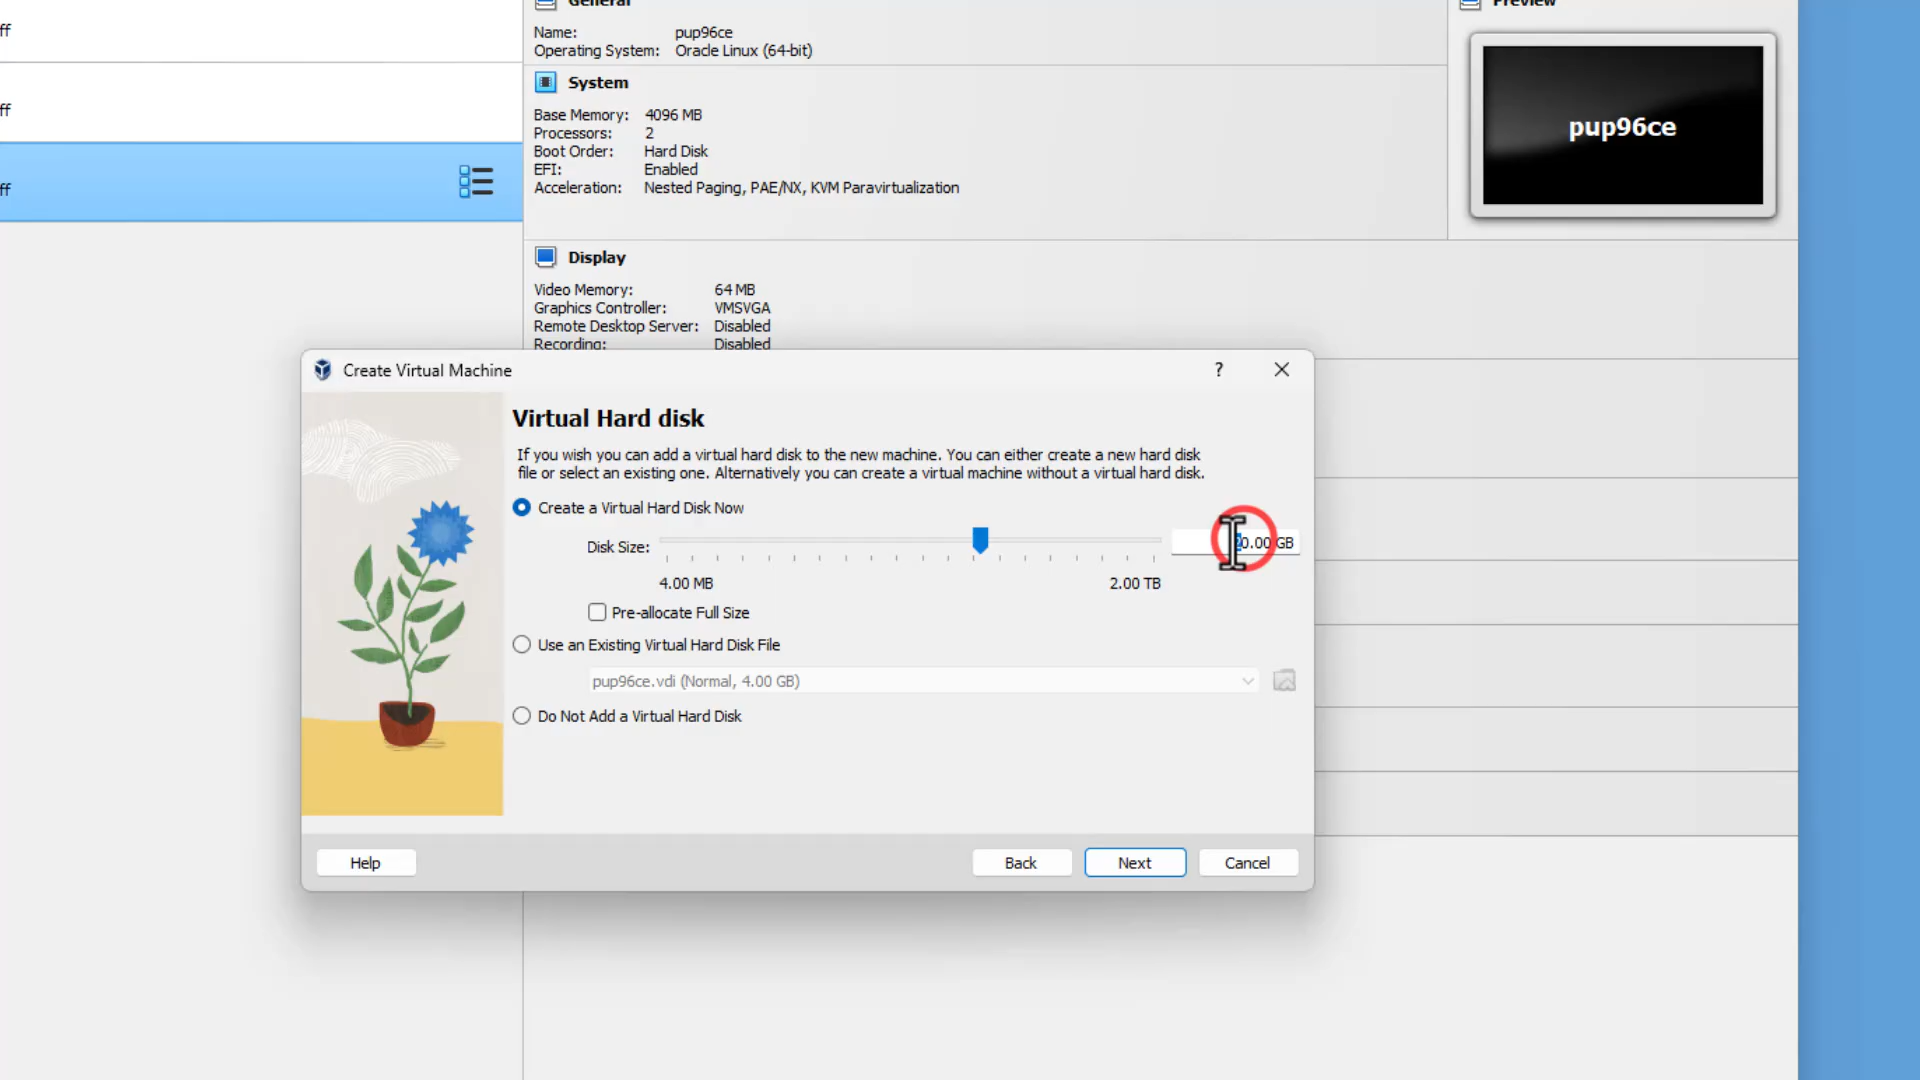 ff
ff
ff
General
Name: pup96ce
Operating System: Oracle Linux (64-bit)
System
Base Memory: 4096 MB
Processors: 2
Boot Order: Hard Disk
EFI: Enabled
Acceleration: Nested Paging, PAE/NX, KVM Paravirtualization
Preview
pup96ce
Display
Video Memory: 64 MB
Graphics Controller: VMSVGA
Remote Desktop Server: Disabled
Recording: Disabled
Create Virtual Machine
?
Virtual Hard disk
If you wish you can add a virtual hard disk to the new machine. You can either create a new hard disk
file or select an existing one. Alternatively you can create a virtual machine without a virtual hard disk.
Create a Virtual Hard Disk Now
Disk Size:
GB
4.00 MB 2.00 TB
Pre-allocate Full Size
Use an Existing Virtual Hard Disk File
pup96ce.vdi (Normal, 4.00 GB)
Do Not Add a Virtual Hard Disk
Help Back Next Cancel